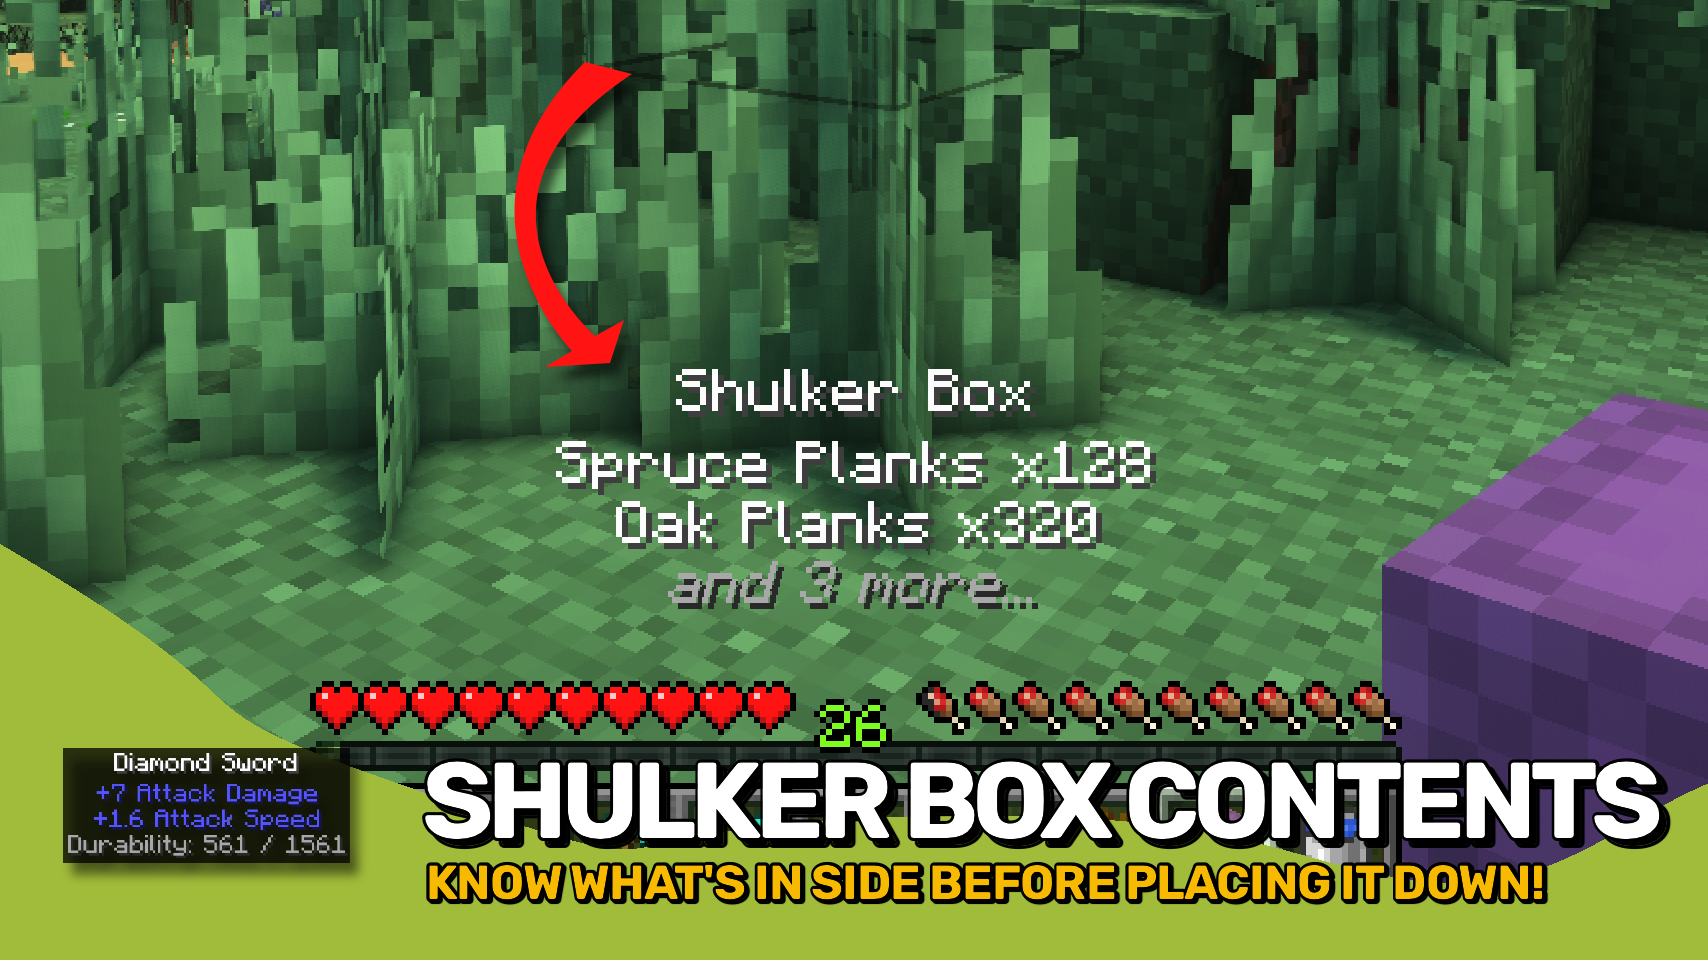 Shulker Box
Spruce Planks x128
Oak Planks x320
and 3 more...
26
Diamond Sword
+7 Attack Damage
+1.6 Attack Speed
Durability: 561 / 1561
SHULKER BOX CONTENTS
KNOW WHAT'S IN SIDE BEFORE PLACING IT DOWN!